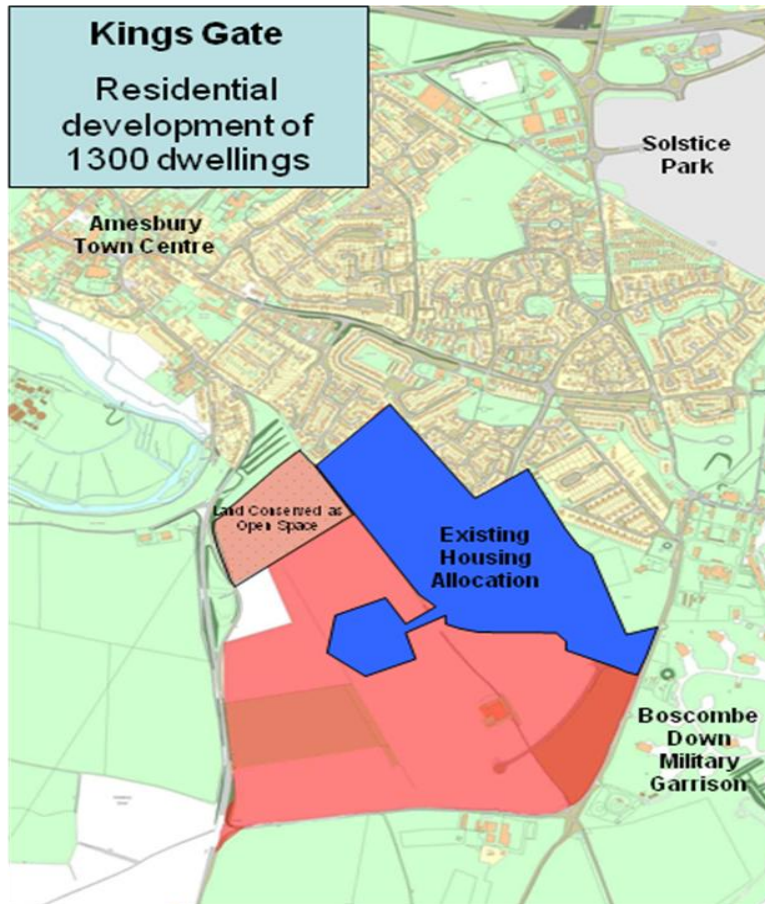 Kings Gate
Residential
development of
1300 dwellings
Solstice
Park
Amesbury
Town Centre
Land Conserved as
Open Space
Existing
Housing
Allocation
Boscombe
Down
Military
Garrison